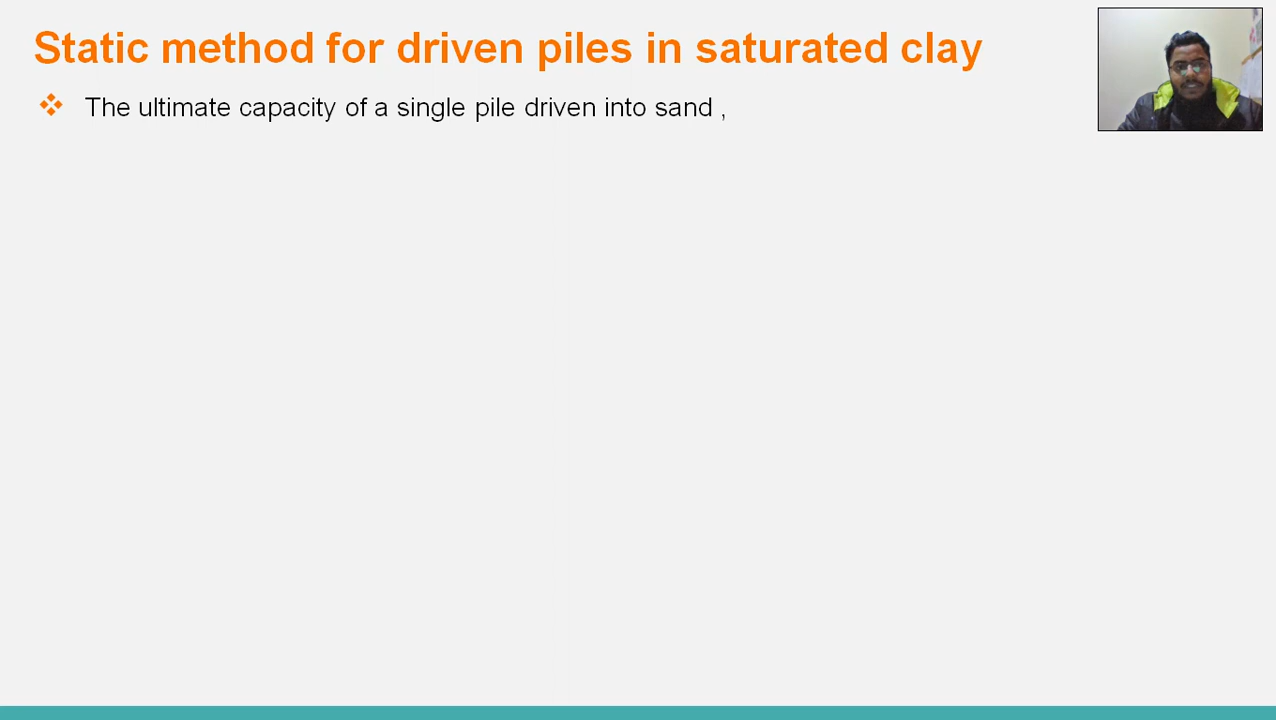 Static method for driven piles in saturated clay
The ultimate capacity of a single pile driven into sand ,